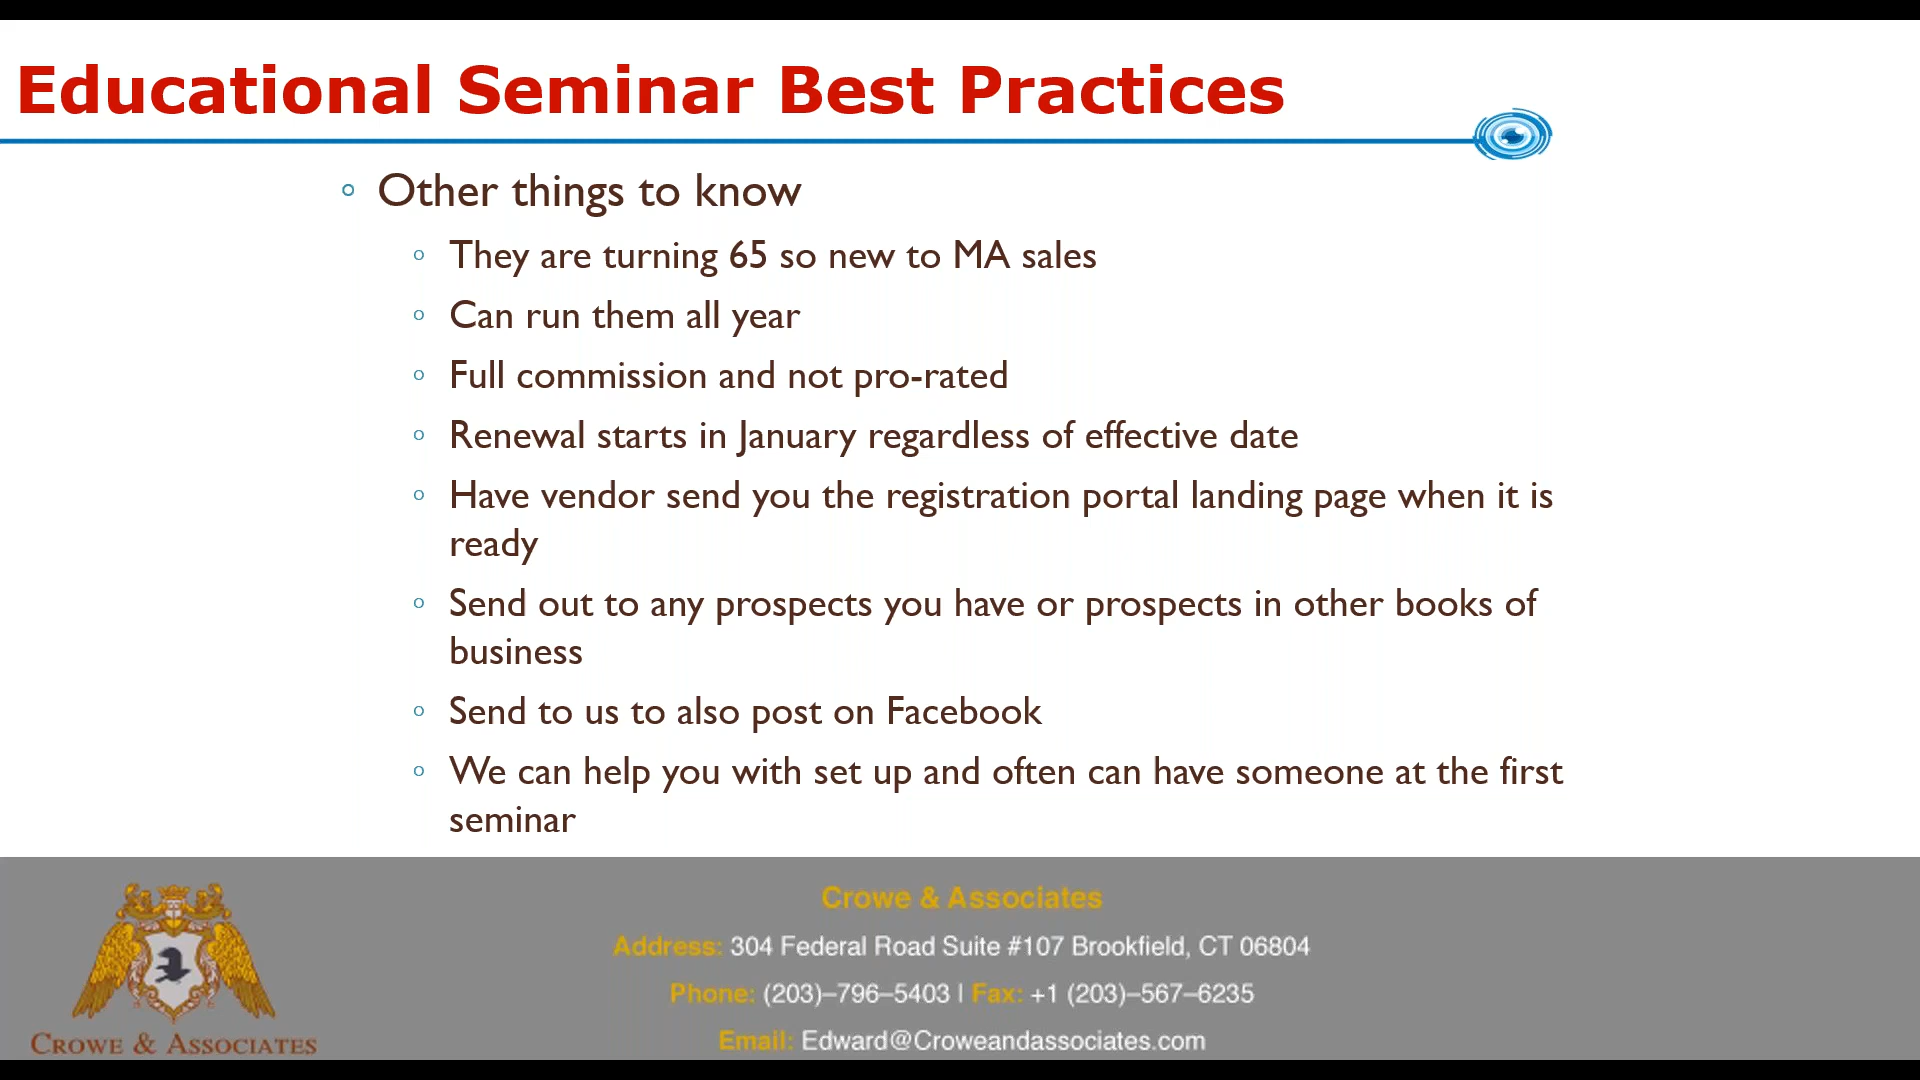 Educational Seminar Best Practices
Other things to know
They are turning 65 so new to MA sales
Can run them all year
Full commission and not pro-rated
Renewal starts in January regardless of effective date
Have vendor send you the registration portal landing page when it is
ready
Send out to any prospects you have or prospects in other books of
business
Send to us to also post on Facebook
We can help you with set up and often can have someone at the first
seminar
Crowe & Associates
Address: 304 Federal Road Suite #107 Brookfield, CT 06804
Phone: (203)–796–5403 | Fax: +1 (203)–567–6235
Email: Edward@Croweandassociates.com
CROWE & ASSOCIATES